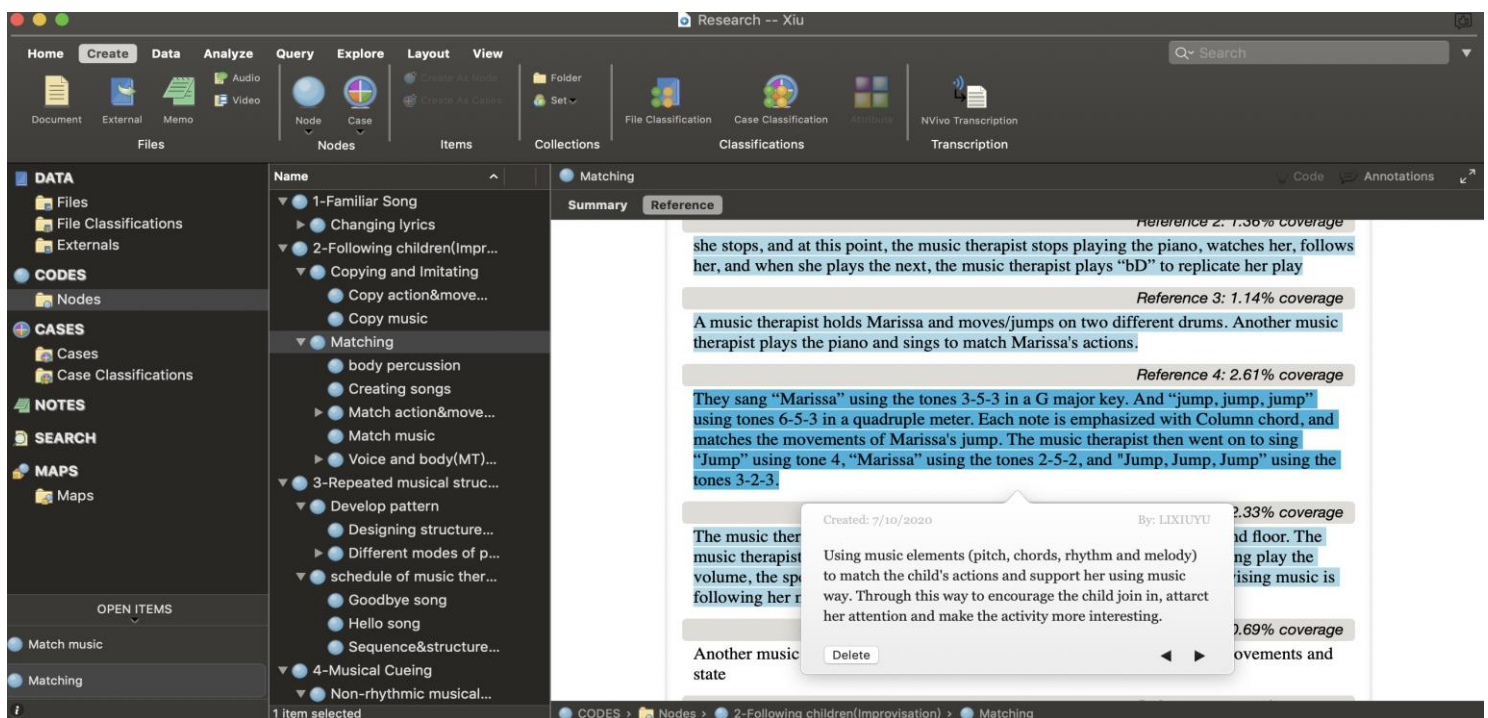 Research -- Xiu
Home Create Data Analyze Query Explore Layout View
Search
Document External Memo
Audio
Video
Files
Node Case
Nodes
Create As Node
Create As Cases
Items
Folder
Set
Collections
File Classification Case Classification Attribute
Classifications
NVivo Transcription
Transcription
DATA
Files
File Classifications
Externals
CODES
Nodes
CASES
Cases
Case Classifications
NOTES
SEARCH
MAPS
Maps
OPEN ITEMS
Match music
Matching
Name
1-Familiar Song
Changing lyrics
2-Following children(Impr...
Copying and Imitating
Copy action&move...
Copy music
Matching
body percussion
Creating songs
Match action&move...
Match music
Voice and body(MT)...
3-Repeated musical struc...
Develop pattern
Designing structure...
Different modes of p...
schedule of music ther...
Goodbye song
Hello song
Sequence&structure...
4-Musical Cueing
Non-rhythmic musical...
1 item selected
Matching
Code Annotations
Summary Reference
Reference 2: 1.36% coverage
she stops, and at this point, the music therapist stops playing the piano, watches her, follows
her, and when she plays the next, the music therapist plays “bD” to replicate her play
Reference 3: 1.14% coverage
A music therapist holds Marissa and moves/jumps on two different drums. Another music
therapist plays the piano and sings to match Marissa's actions.
Reference 4: 2.61% coverage
They sang “Marissa” using the tones 3-5-3 in a G major key. And “jump, jump, jump”
using tones 6-5-3 in a quadruple meter. Each note is emphasized with Column chord, and
matches the movements of Marissa's jump. The music therapist then went on to sing
“Jump” using tone 4, “Marissa” using the tones 2-5-2, and "Jump, Jump, Jump” using the
tones 3-2-3.
2.33% coverage
The music ther
nd floor. The
music therapist
ng play the
volume, the sp
ising music is
following her
0.69% coverage
Another music
ovements and
state
Created: 7/10/2020 By: LIXIUYU
Using music elements (pitch, chords, rhythm and melody)
to match the child's actions and support her using music
way. Through this way to encourage the child join in, attarct
her attention and make the activity more interesting.
Delete
CODES > Nodes > 2-Following children(Improvisation) > Matching